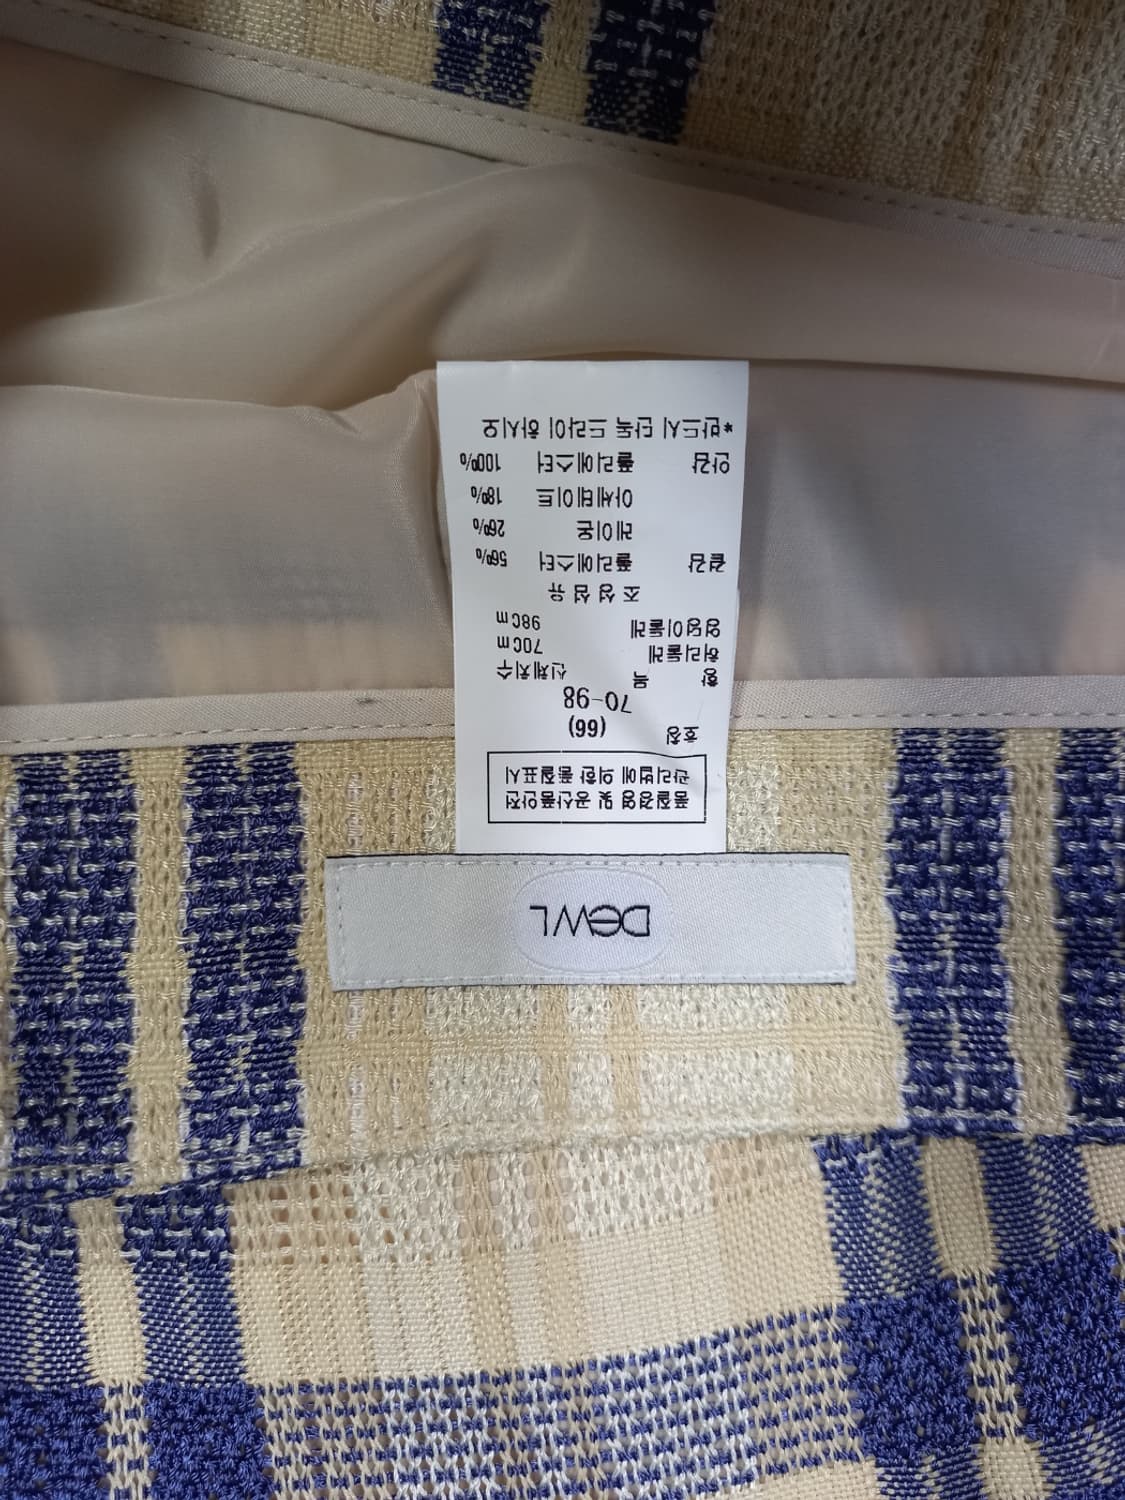 DEWL
품질경영 및 공산품안전
관리법에 의한 품질표시
호칭 (66)
70-98
항 목 신체치수
허리둘레 70Cm
엉덩이둘레 98Cm
조 성 섬 유
겉감 폴리에스터 56%
레이온 26%
아세테이트 18%
안감 폴리에스터 100%
*반드시 단독 드라이 하시오